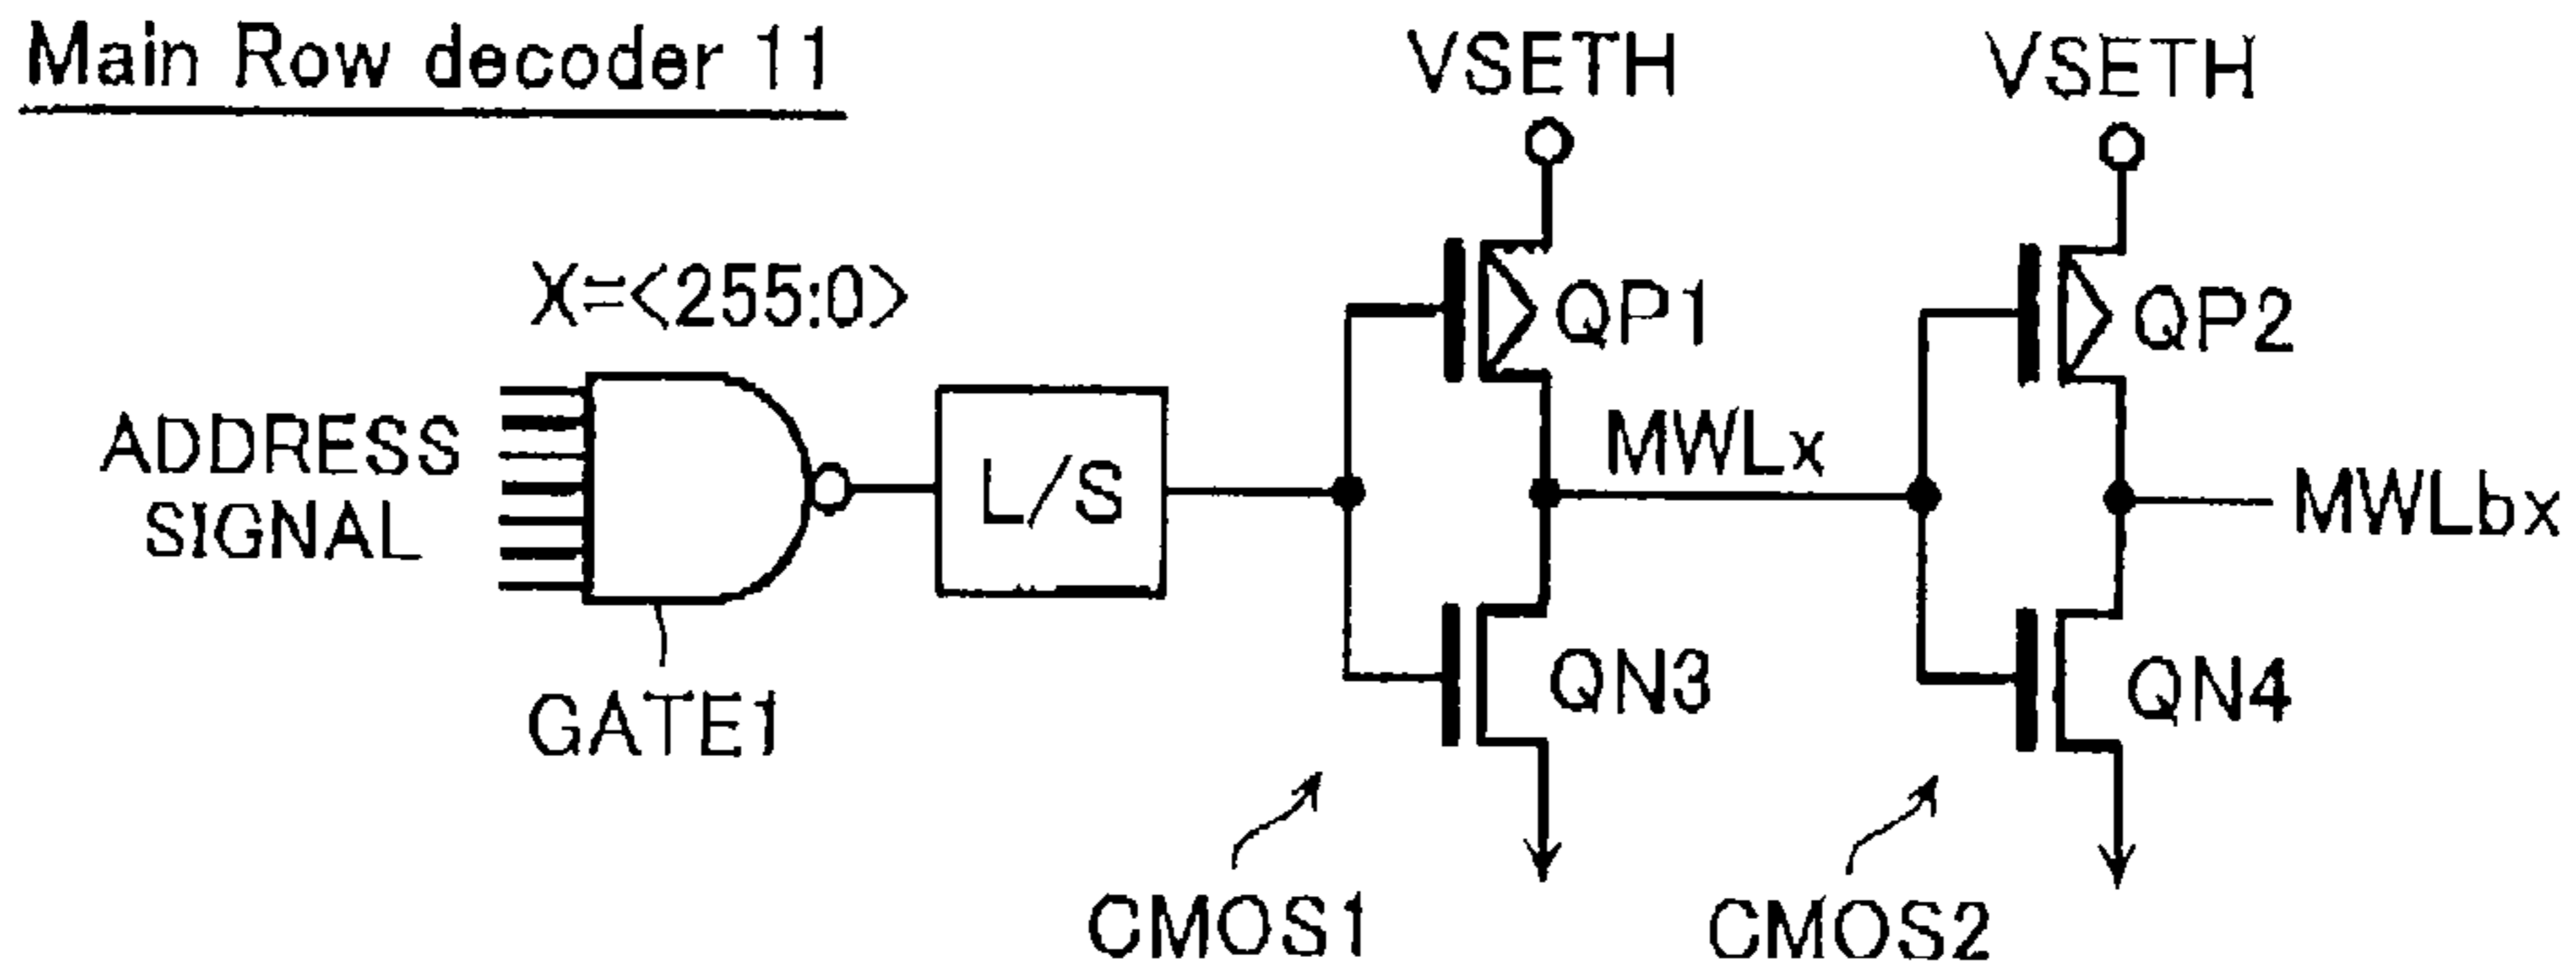 Main Row decoder 11
VSETH
VSETH
X=<255:0>
QP1
QP2
ADDRESS
SIGNAL
L/S
MWLx
MWLbx
GATE1
QN3
QN4
CMOS1
CMOS2